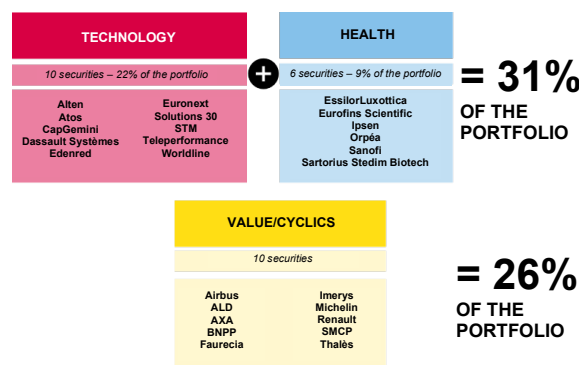 TECHNOLOGY
10 securities – 22% of the portfolio
Alten
Atos
CapGemini
Dassault Systèmes
Edenred
Euronext
Solutions 30
STM
Teleperformance
Worldline
+
HEALTH
6 securities – 9% of the portfolio
EssilorLuxottica
Eurofins Scientific
Ipsen
Orpéa
Sanofi
Sartorius Stedim Biotech
= 31%
OF THE
PORTFOLIO
VALUE/CYCLICS
10 securities
Airbus
ALD
AXA
BNPP
Faurecia
Imerys
Michelin
Renault
SMCP
Thalès
= 26%
OF THE
PORTFOLIO